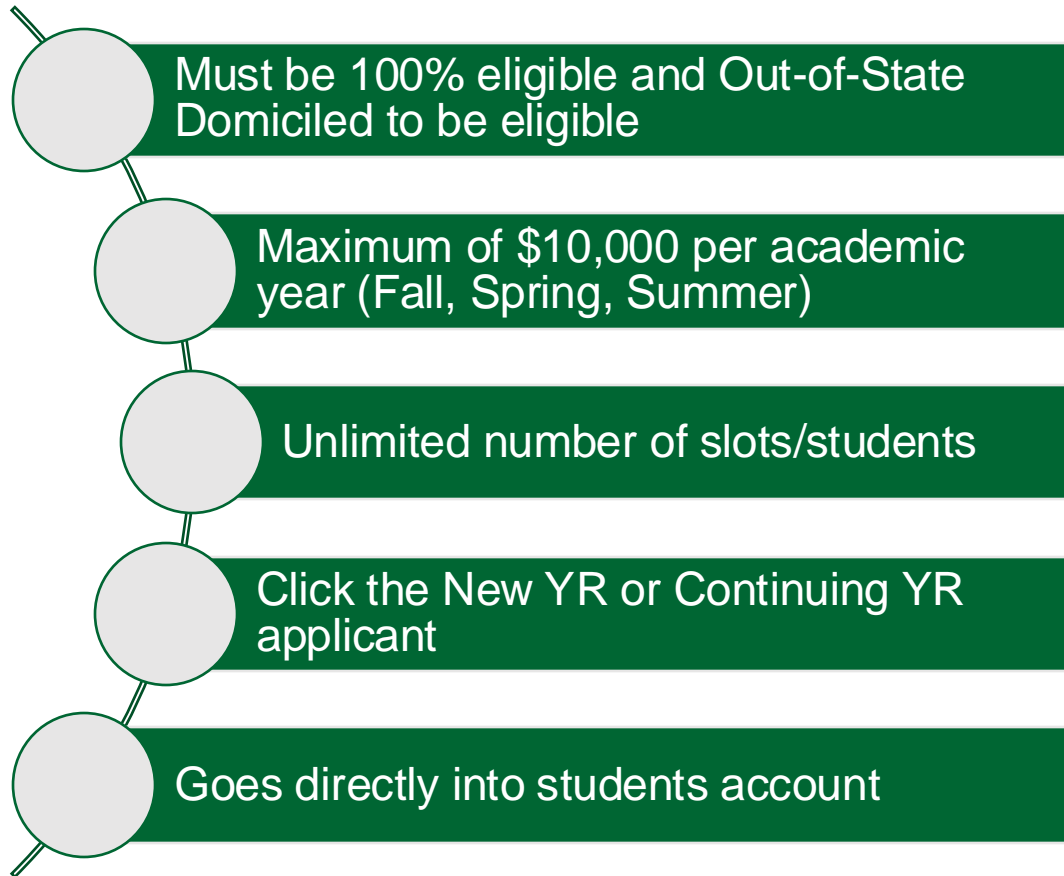 Must be 100% eligible and Out-of-State
Domiciled to be eligible
Maximum of $10,000 per academic
year (Fall, Spring, Summer)
Unlimited number of slots/students
Click the New YR or Continuing YR
applicant
Goes directly into students account